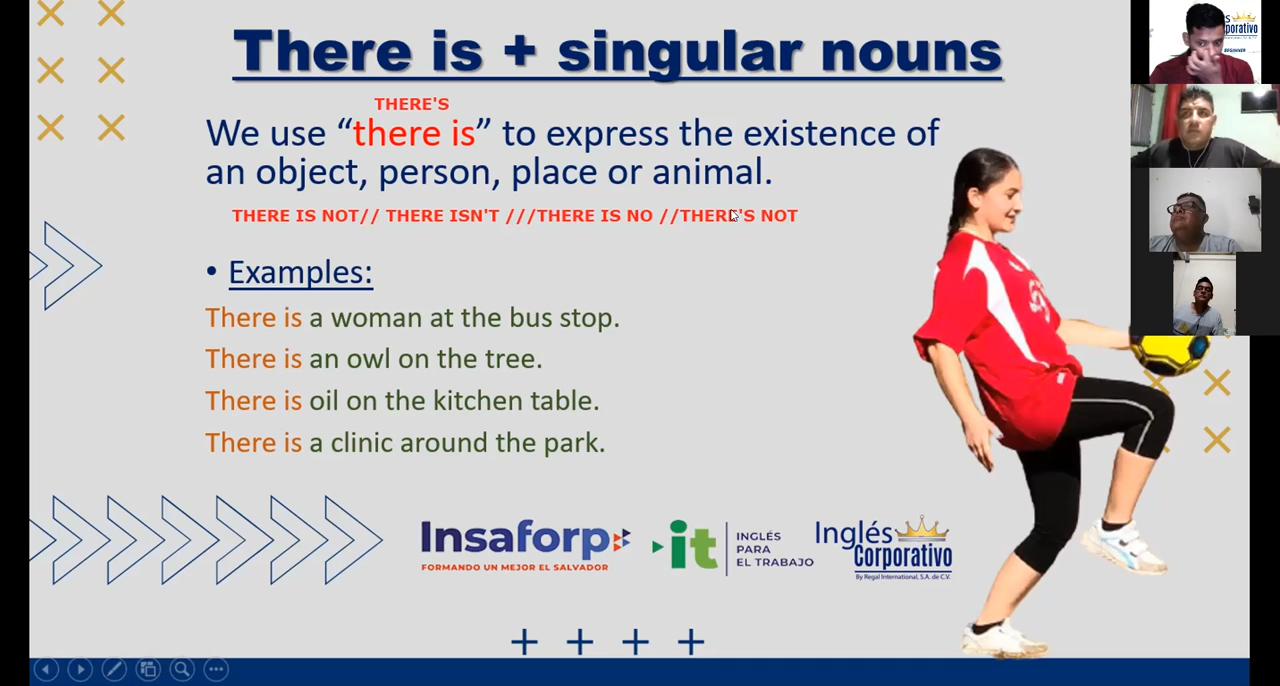 There is + singular nouns
THERE'S
We use “there is” to express the existence of
an object, person, place or animal.
THERE IS NOT// THERE ISN'T ///THERE IS NO //THERE'S NOT
• Examples:
There is a woman at the bus stop.
There is an owl on the tree.
There is oil on the kitchen table.
There is a clinic around the park.
Insaforp
FORMANDO UN MEJOR EL SALVADOR
it
INGLÉS
PARA
EL TRABAJO
Inglés
Corporativo
By Regal International, S.A. de C.V.
BEGINNER